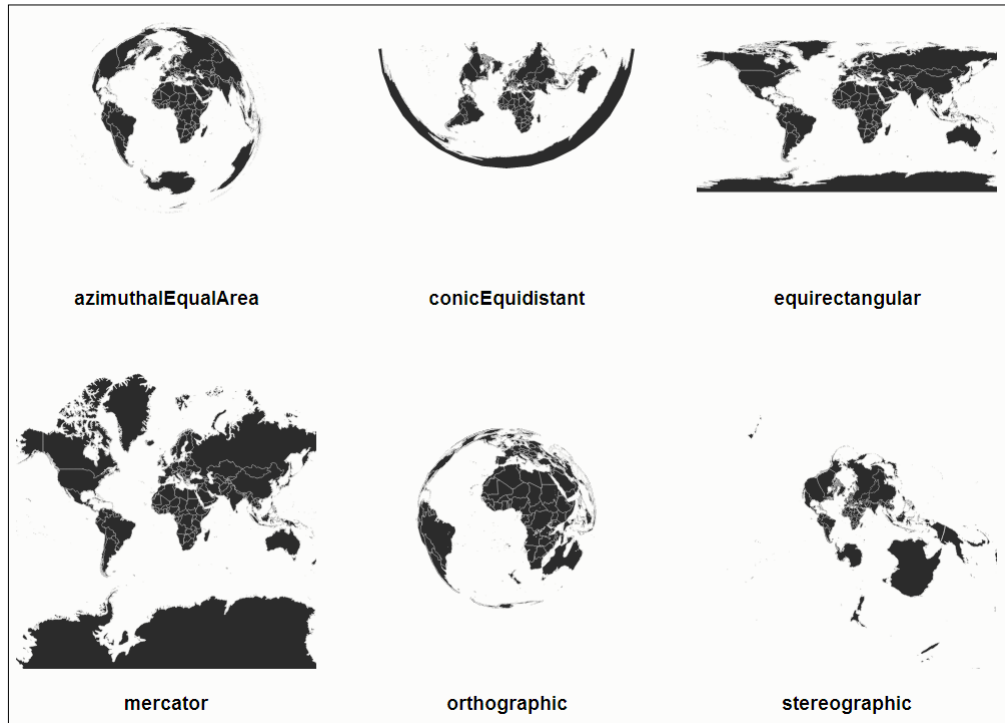 azimuthalEqualArea
conicEquidistant
equirectangular
mercator
orthographic
stereographic